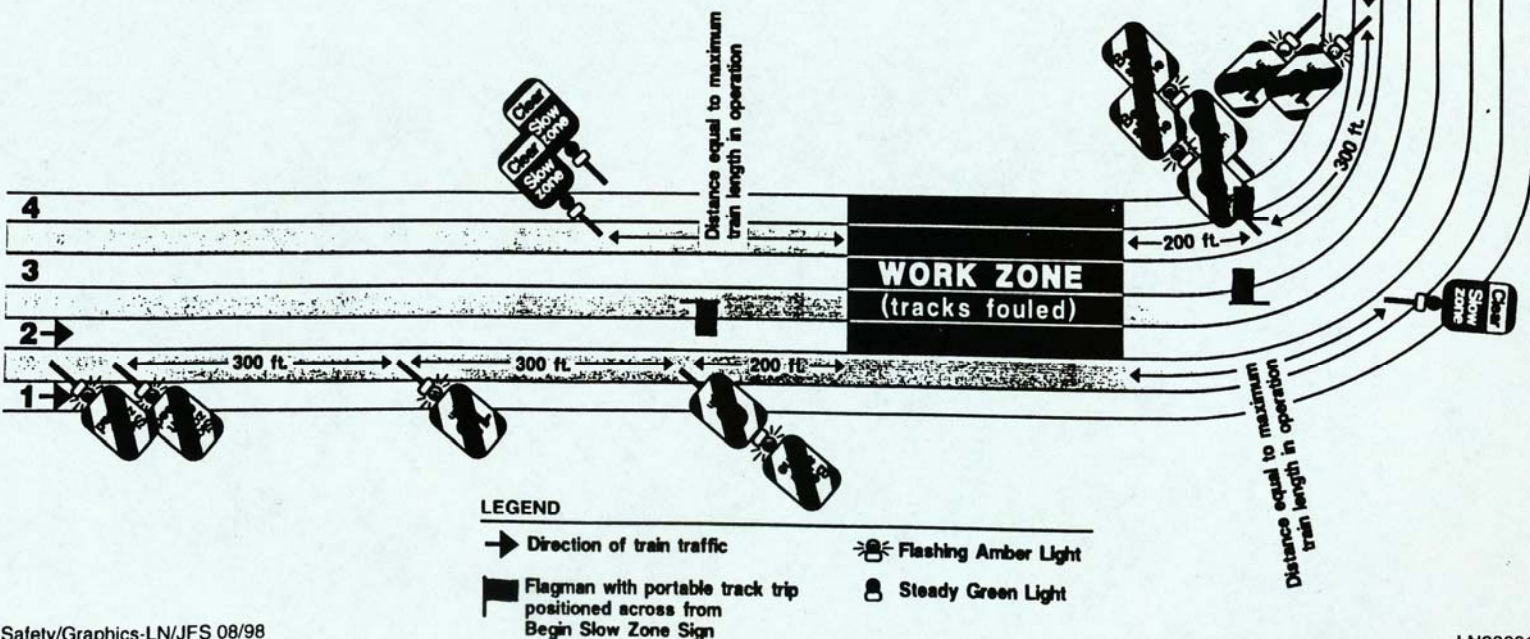 Clear
Slow
zone
Clear
Slow
zone
Distance equal to maximum
train length in operation
300 ft.
4
200 ft.
3
WORK ZONE
(tracks fouled)
Clear
Slow
zone
2
300 ft.
300 ft.
200 ft.
1
Distance equal to maximum
train length in operation
LEGEND
Direction of train traffic
Flashing Amber Light
Flagman with portable track trip
positioned across from
Begin Slow Zone Sign
Steady Green Light
Safety/Graphics-LN/JFS 08/98